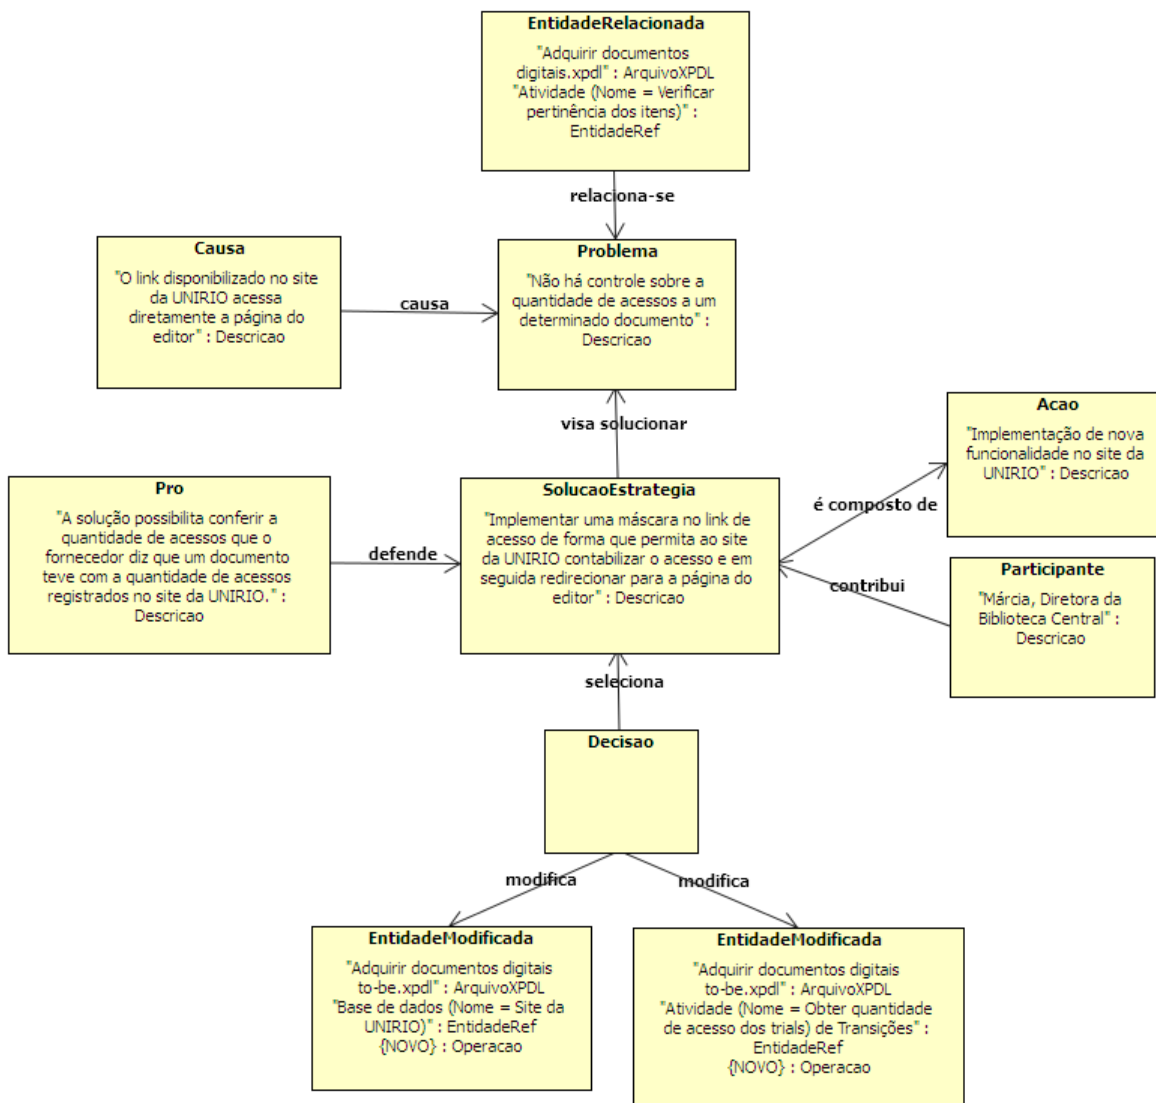 EntidadeRelacionada
"Adquirir documentos
digitais.xpdl" : ArquivoXPDL
"Atividade (Nome = Verificar
pertinência dos itens)" :
EntidadeRef
relaciona-se
Causa
"O link disponibilizado no site
da UNIRIO acessa
diretamente a página do
editor" : Descricao
causa
Problema
"Não há controle sobre a
quantidade de acessos a um
determinado documento" :
Descricao
visa solucionar
Acao
"Implementação de nova
funcionalidade no site da
UNIRIO" : Descricao
é composto de
Pro
"A solução possibilita conferir a
quantidade de acessos que o
fornecedor diz que um documento
teve com a quantidade de acessos
registrados no site da UNIRIO." :
Descricao
defende
SolucaoEstrategia
"Implementar uma máscara no link de
acesso de forma que permita ao site
da UNIRIO contabilizar o acesso e em
seguida redirecionar para a página do
editor" : Descricao
contribui
Participante
"Márcia, Diretora da
Biblioteca Central" :
Descricao
seleciona
Decisao
modifica
modifica
EntidadeModificada
"Adquirir documentos digitais
to-be.xpdl" : ArquivoXPDL
"Base de dados (Nome = Site da
UNIRIO)" : EntidadeRef
{NOVO} : Operacao
EntidadeModificada
"Adquirir documentos digitais
to-be.xpdl" : ArquivoXPDL
"Atividade (Nome = Obter quantidade
de acesso dos trials) de Transições" :
EntidadeRef
{NOVO} : Operacao